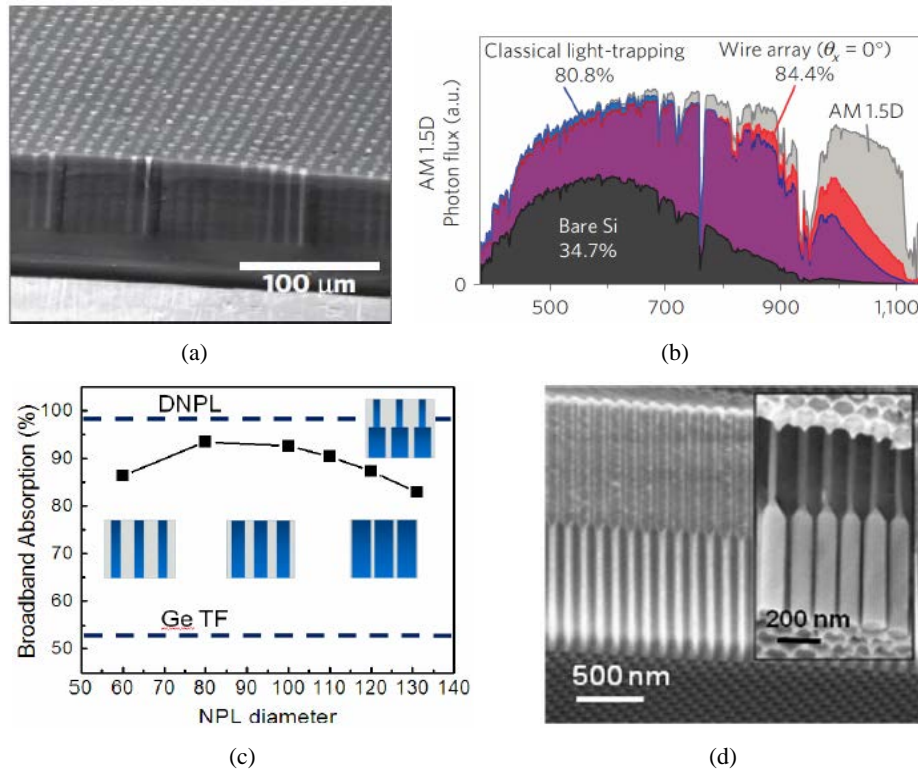 100 µm
(a)
Classical light-trapping
80.8%
Wire array (θx = 0°)
84.4%
AM 1.5D
AM 1.5D
Photon flux (a.u.)
Bare Si
34.7%
0
500 700 900 1,100
(b)
Broadband Absorption (%)
100
90
80
70
60
50
DNPL
Ge TF
50 60 70 80 90 100 110 120 130 140
NPL diameter
(c)
500 nm
200 nm
(d)